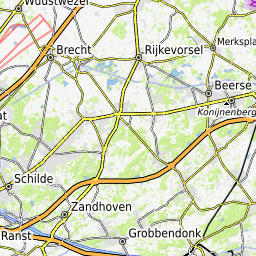 Wuustwezel
Brecht
Rijkevorsel
Merksplas
Beerse
Konijnenberg
Schilde
Zandhoven
Ranst
Grobbendonk